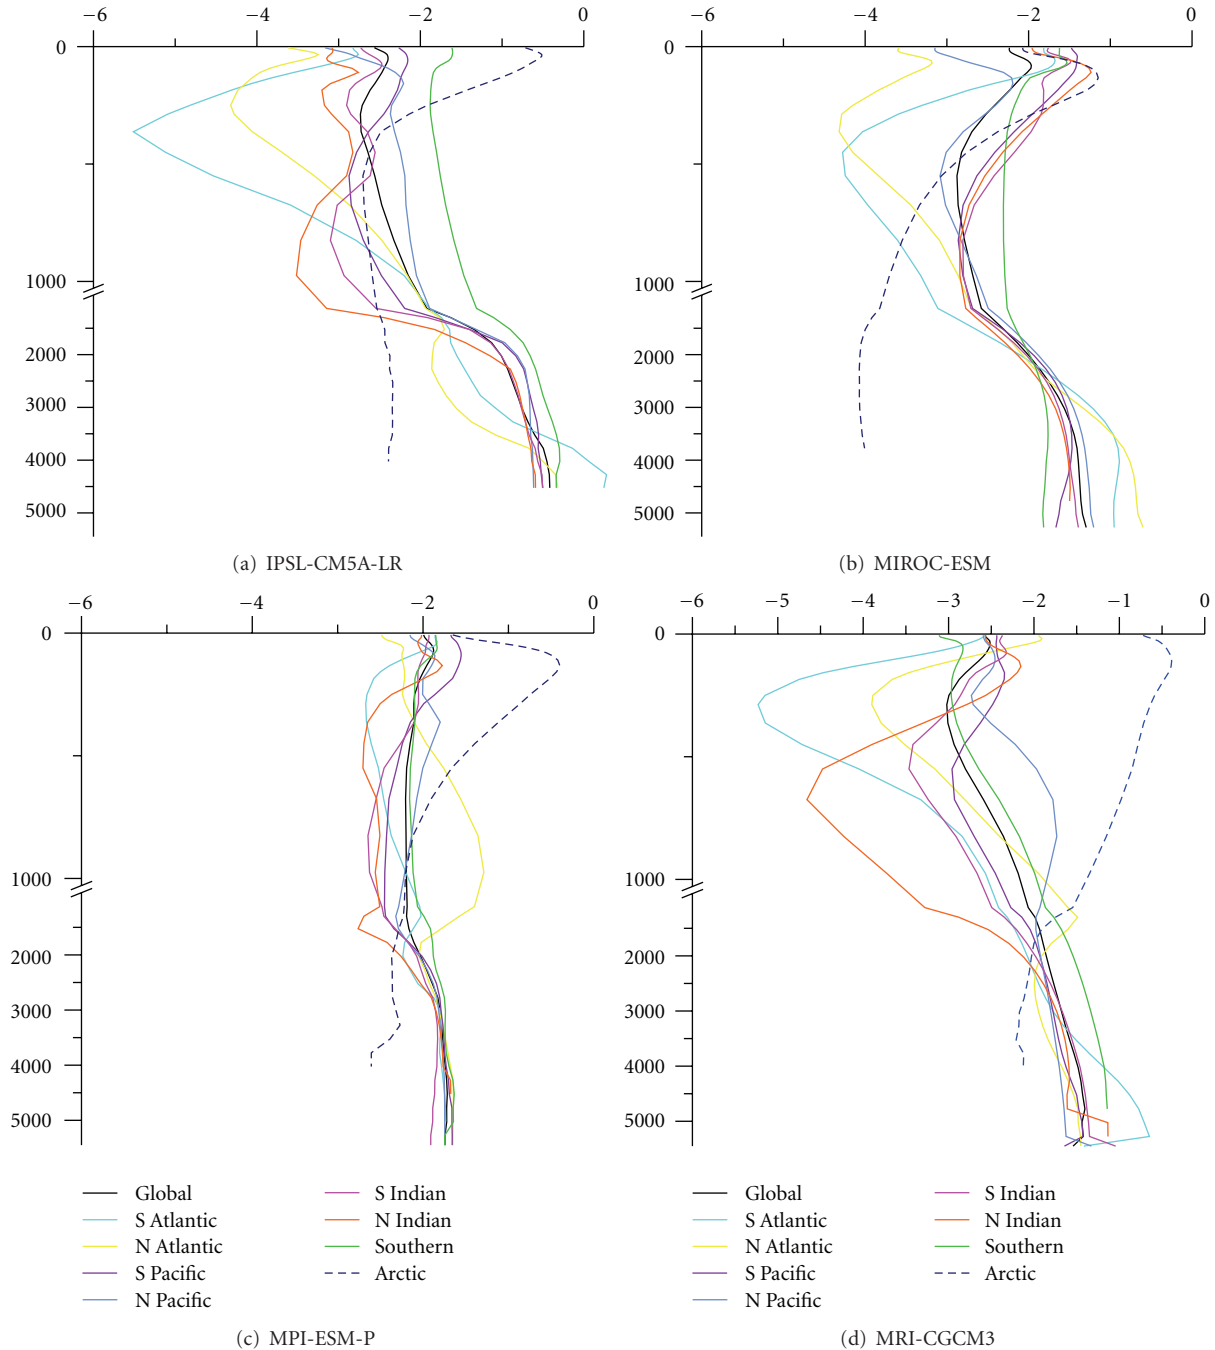 −6 −4 −2 0
0
1000
2000
3000
4000
5000
(a) IPSL-CM5A-LR
−6 −4 −2 0
0
1000
2000
3000
4000
5000
(b) MIROC-ESM
−6 −4 −2 0
0
1000
2000
3000
4000
5000
Global
S Atlantic
N Atlantic
S Pacific
N Pacific
S Indian
N Indian
Southern
Arctic
(c) MPI-ESM-P
−6 −5 −4 −3 −2 −1 0
0
1000
2000
3000
4000
5000
Global
S Atlantic
N Atlantic
S Pacific
N Pacific
S Indian
N Indian
Southern
Arctic
(d) MRI-CGCM3